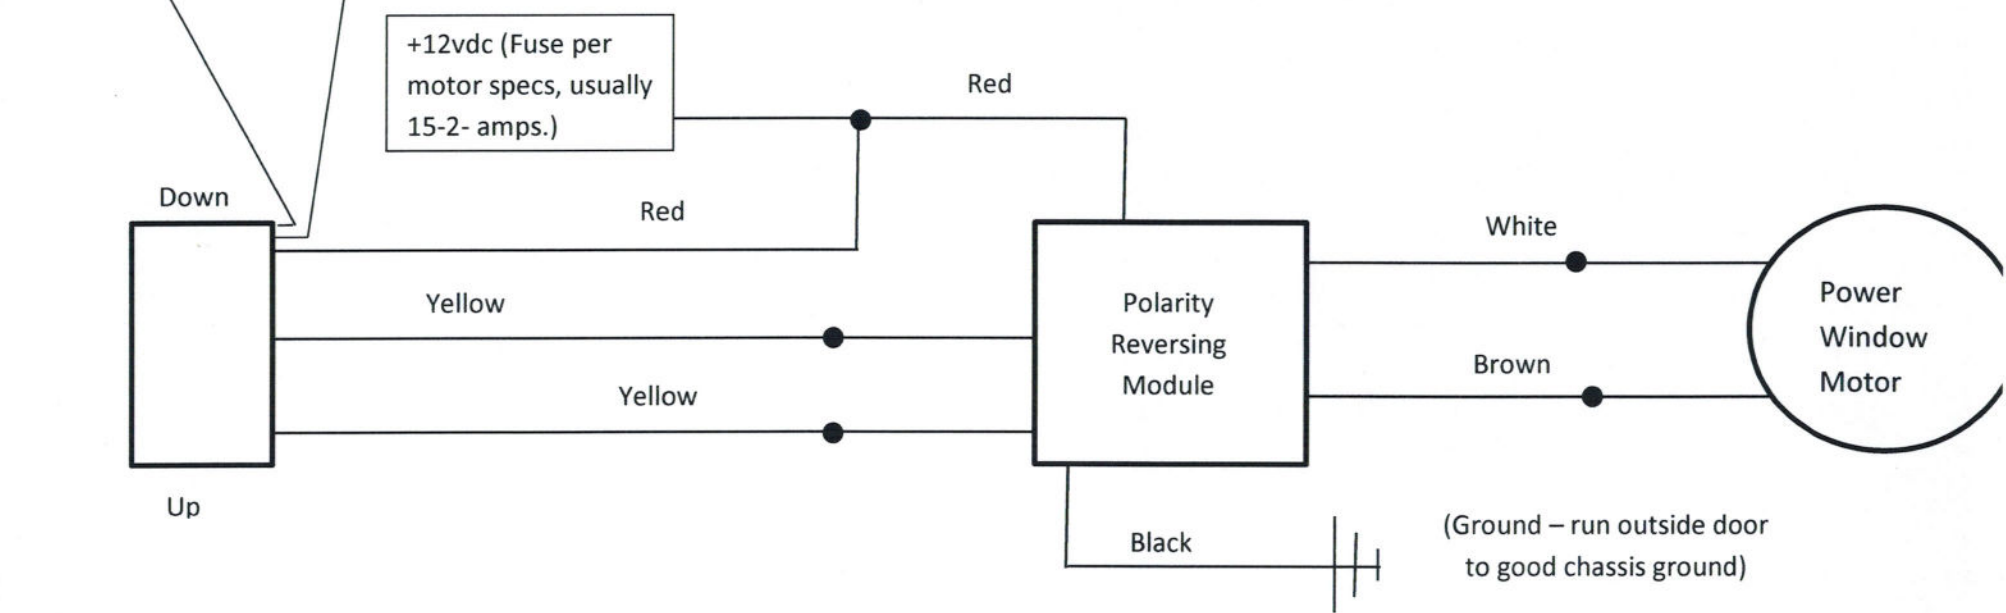 +12vdc (Fuse per
motor specs, usually
15-2- amps.)
Red
Down
Red
White
Yellow
Polarity
Reversing
Module
Power
Window
Motor
Brown
Yellow
Up
Black
(Ground – run outside door
to good chassis ground)